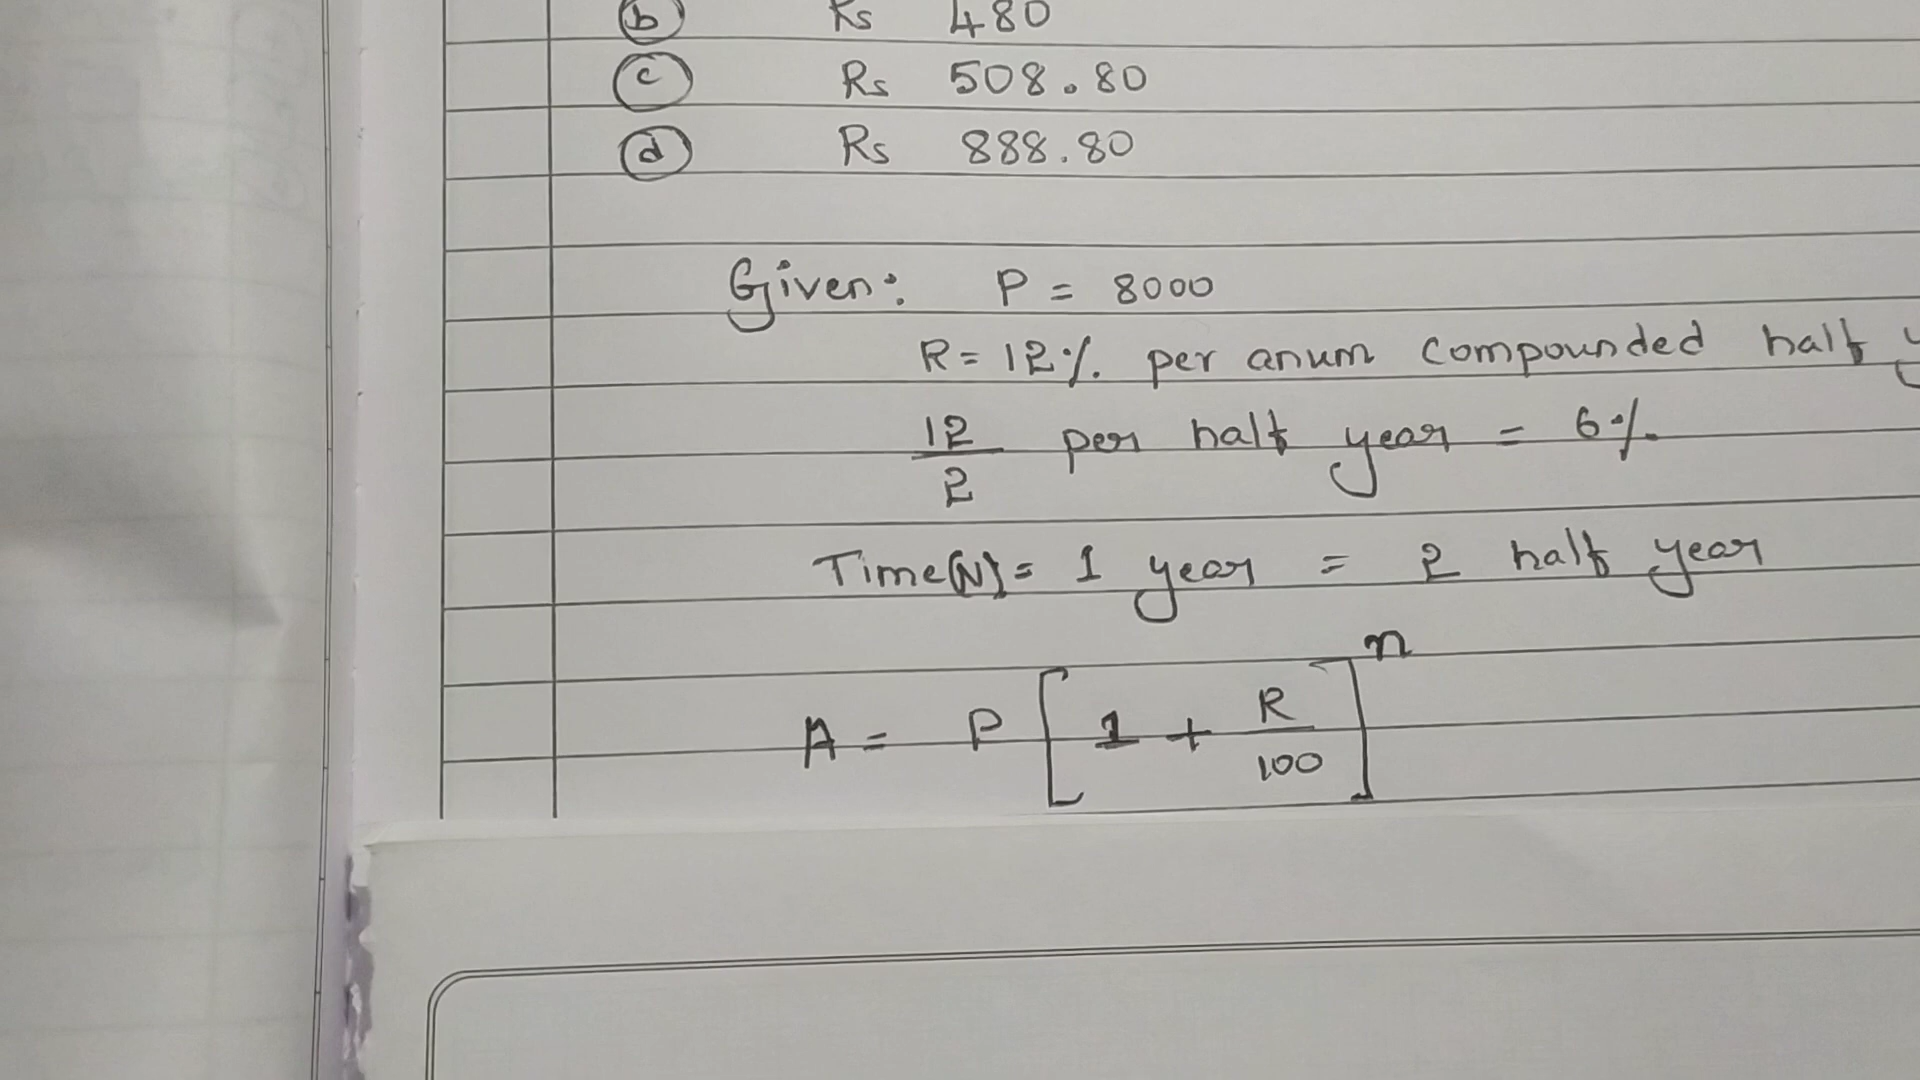 b Rs 480
c Rs 508.80
d Rs 888.80
Given: P = 8000
R = 12% per anum compounded half
12/2 per half year = 6%
Time(N) = 1 year = 2 half year
A = P [1 + R/100]^n